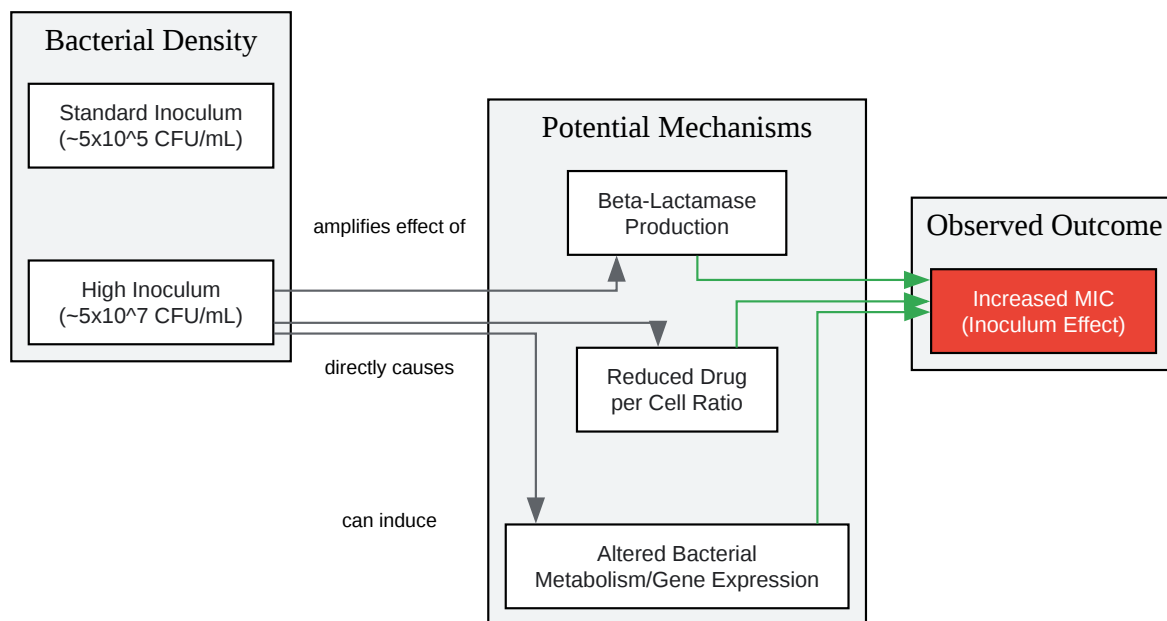 Bacterial Density
Standard Inoculum
(~5x10^5 CFU/mL)
High Inoculum
(~5x10^7 CFU/mL)
amplifies effect of
directly causes
can induce
Potential Mechanisms
Beta-Lactamase
Production
Reduced Drug
per Cell Ratio
Altered Bacterial
Metabolism/Gene Expression
Observed Outcome
Increased MIC
(Inoculum Effect)